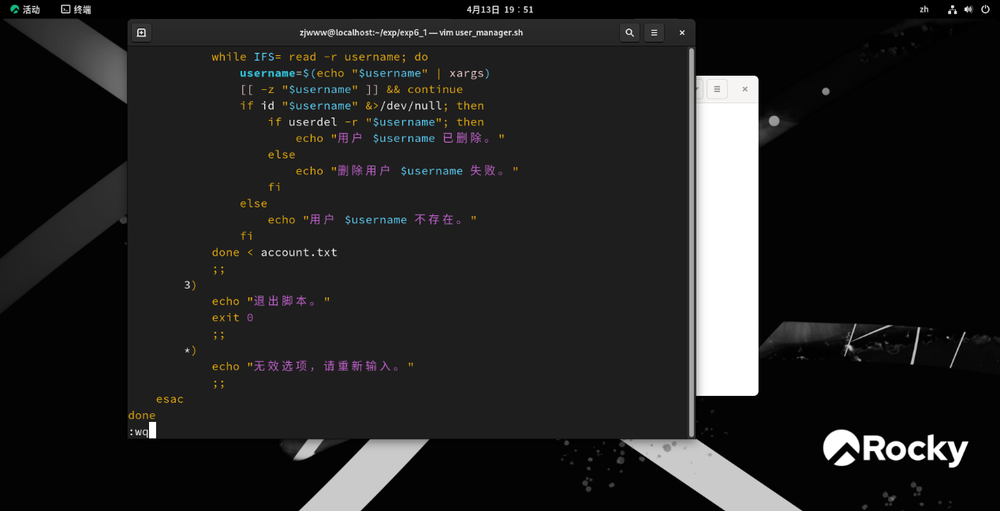 活动 终端 4月13日 19：51 zh
zjwww@localhost:~/exp/exp6_1 — vim user_manager.sh
while IFS= read -r username; do
username=$(echo "$username" | xargs)
[[ -z "$username" ]] && continue
if id "$username" &>/dev/null; then
if userdel -r "$username"; then
echo "用户 $username 已删除。"
else
echo "删除用户 $username 失败。"
fi
else
echo "用户 $username 不存在。"
fi
done < account.txt
;;
3)
echo "退出脚本。"
exit 0
;;
*)
echo "无效选项，请重新输入。"
;;
esac
done
:wq
Rocky